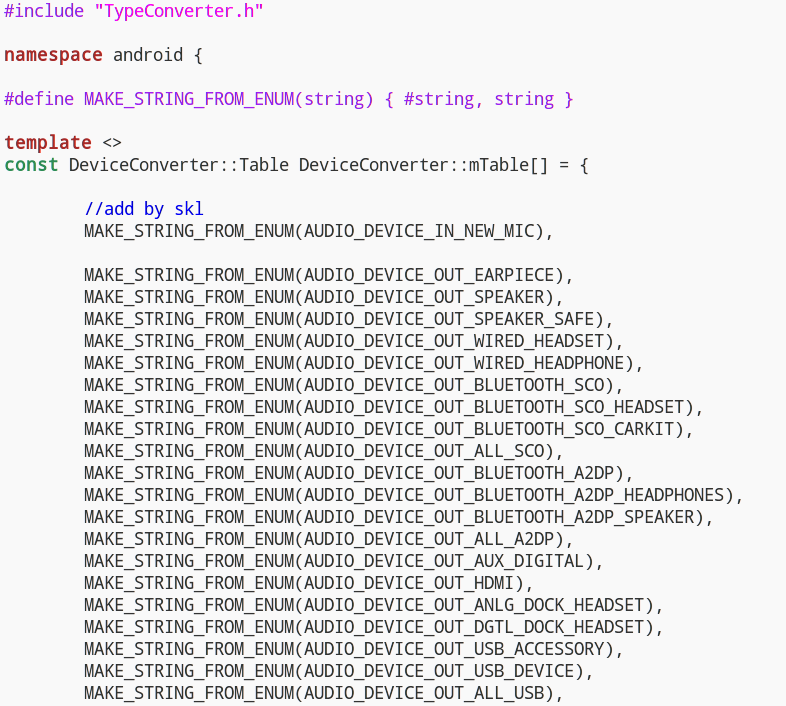 #include "TypeConverter.h"
namespace android {
#define MAKE_STRING_FROM_ENUM(string) { #string, string }
template <>
const DeviceConverter::Table DeviceConverter::mTable[] = {
//add by skl
MAKE_STRING_FROM_ENUM(AUDIO_DEVICE_IN_NEW_MIC),
MAKE_STRING_FROM_ENUM(AUDIO_DEVICE_OUT_EARPIECE),
MAKE_STRING_FROM_ENUM(AUDIO_DEVICE_OUT_SPEAKER),
MAKE_STRING_FROM_ENUM(AUDIO_DEVICE_OUT_SPEAKER_SAFE),
MAKE_STRING_FROM_ENUM(AUDIO_DEVICE_OUT_WIRED_HEADSET),
MAKE_STRING_FROM_ENUM(AUDIO_DEVICE_OUT_WIRED_HEADPHONE),
MAKE_STRING_FROM_ENUM(AUDIO_DEVICE_OUT_BLUETOOTH_SCO),
MAKE_STRING_FROM_ENUM(AUDIO_DEVICE_OUT_BLUETOOTH_SCO_HEADSET),
MAKE_STRING_FROM_ENUM(AUDIO_DEVICE_OUT_BLUETOOTH_SCO_CARKIT),
MAKE_STRING_FROM_ENUM(AUDIO_DEVICE_OUT_ALL_SCO),
MAKE_STRING_FROM_ENUM(AUDIO_DEVICE_OUT_BLUETOOTH_A2DP),
MAKE_STRING_FROM_ENUM(AUDIO_DEVICE_OUT_BLUETOOTH_A2DP_HEADPHONES),
MAKE_STRING_FROM_ENUM(AUDIO_DEVICE_OUT_BLUETOOTH_A2DP_SPEAKER),
MAKE_STRING_FROM_ENUM(AUDIO_DEVICE_OUT_ALL_A2DP),
MAKE_STRING_FROM_ENUM(AUDIO_DEVICE_OUT_AUX_DIGITAL),
MAKE_STRING_FROM_ENUM(AUDIO_DEVICE_OUT_HDMI),
MAKE_STRING_FROM_ENUM(AUDIO_DEVICE_OUT_ANLG_DOCK_HEADSET),
MAKE_STRING_FROM_ENUM(AUDIO_DEVICE_OUT_DGTL_DOCK_HEADSET),
MAKE_STRING_FROM_ENUM(AUDIO_DEVICE_OUT_USB_ACCESSORY),
MAKE_STRING_FROM_ENUM(AUDIO_DEVICE_OUT_USB_DEVICE),
MAKE_STRING_FROM_ENUM(AUDIO_DEVICE_OUT_ALL_USB),